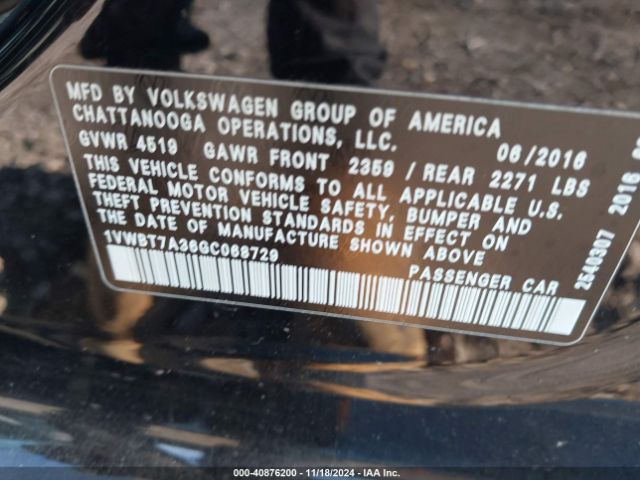 MFD BY VOLKSWAGEN GROUP OF AMERICA
CHATTANOOGA OPERATIONS, LLC.
06/2016
GVWR 4519 GAWR FRONT 2359 / REAR 2271 LBS
THIS VEHICLE CONFORMS TO ALL APPLICABLE U.S.
FEDERAL MOTOR VEHICLE SAFETY, BUMPER AND
THEFT PREVENTION STANDARDS IN EFFECT ON
THE DATE OF MANUFACTURE SHOWN ABOVE
1VWBT7A36GC068729
PASSENGER CAR
2540307 2016
000-40876200 - 11/18/2024 - IAA Inc.